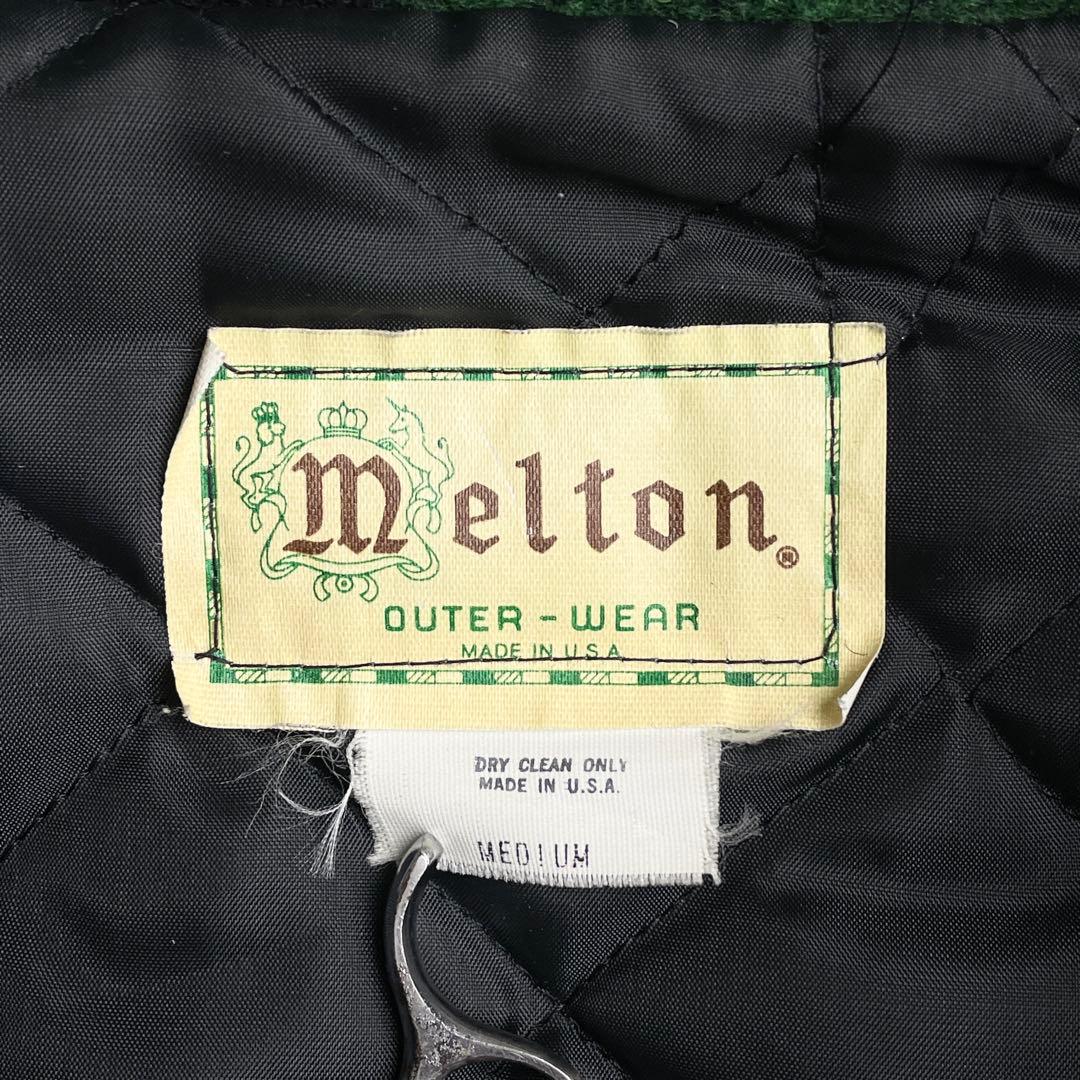 Melton®
OUTER-WEAR
MADE IN U.S.A.
DRY CLEAN ONLY
MADE IN U.S.A.
MEDIUM